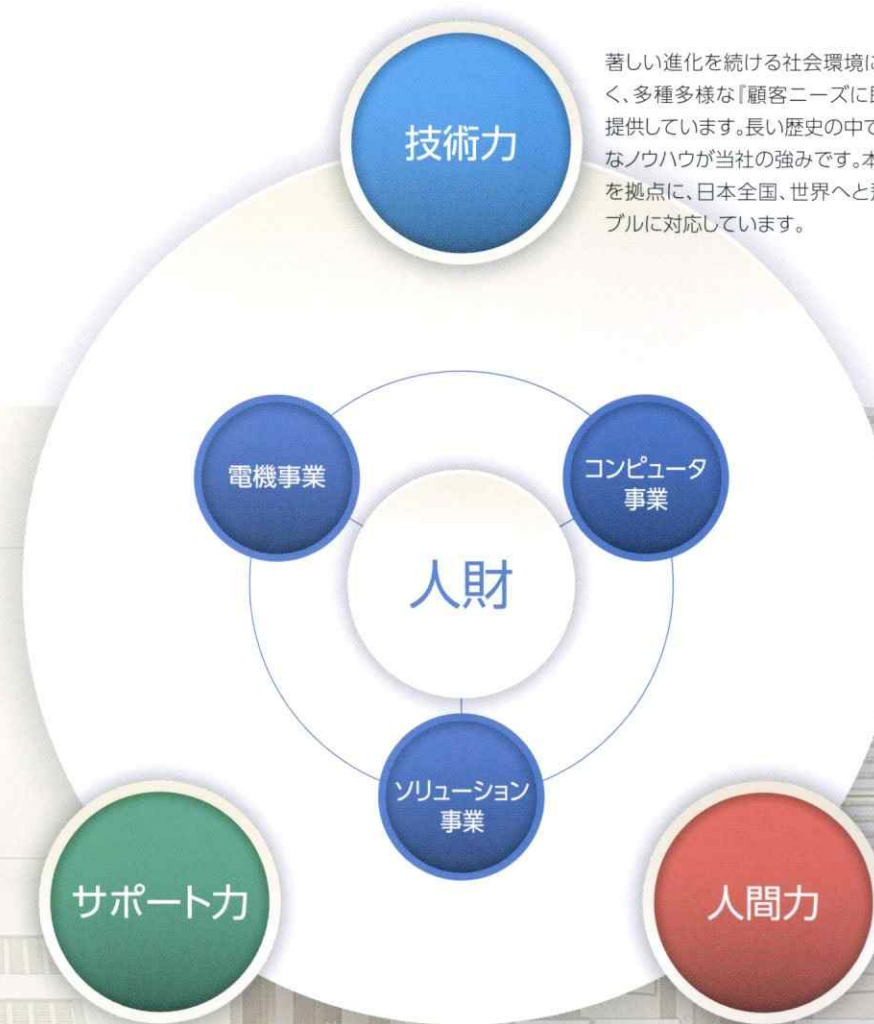 著しい進化を続ける社会環境に
く、多種多様な『顧客ニーズに
提供しています。長い歴史の中で
なノウハウが当社の強みです。本
を拠点に、日本全国、世界へと
ブルに対応しています。
技術力
電機事業
コンピュータ
事業
人財
ソリューション
事業
サポート力
人間力